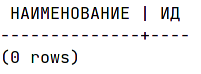 НАИМЕНОВАНИЕ | ИД
--------------+----
(0 rows)